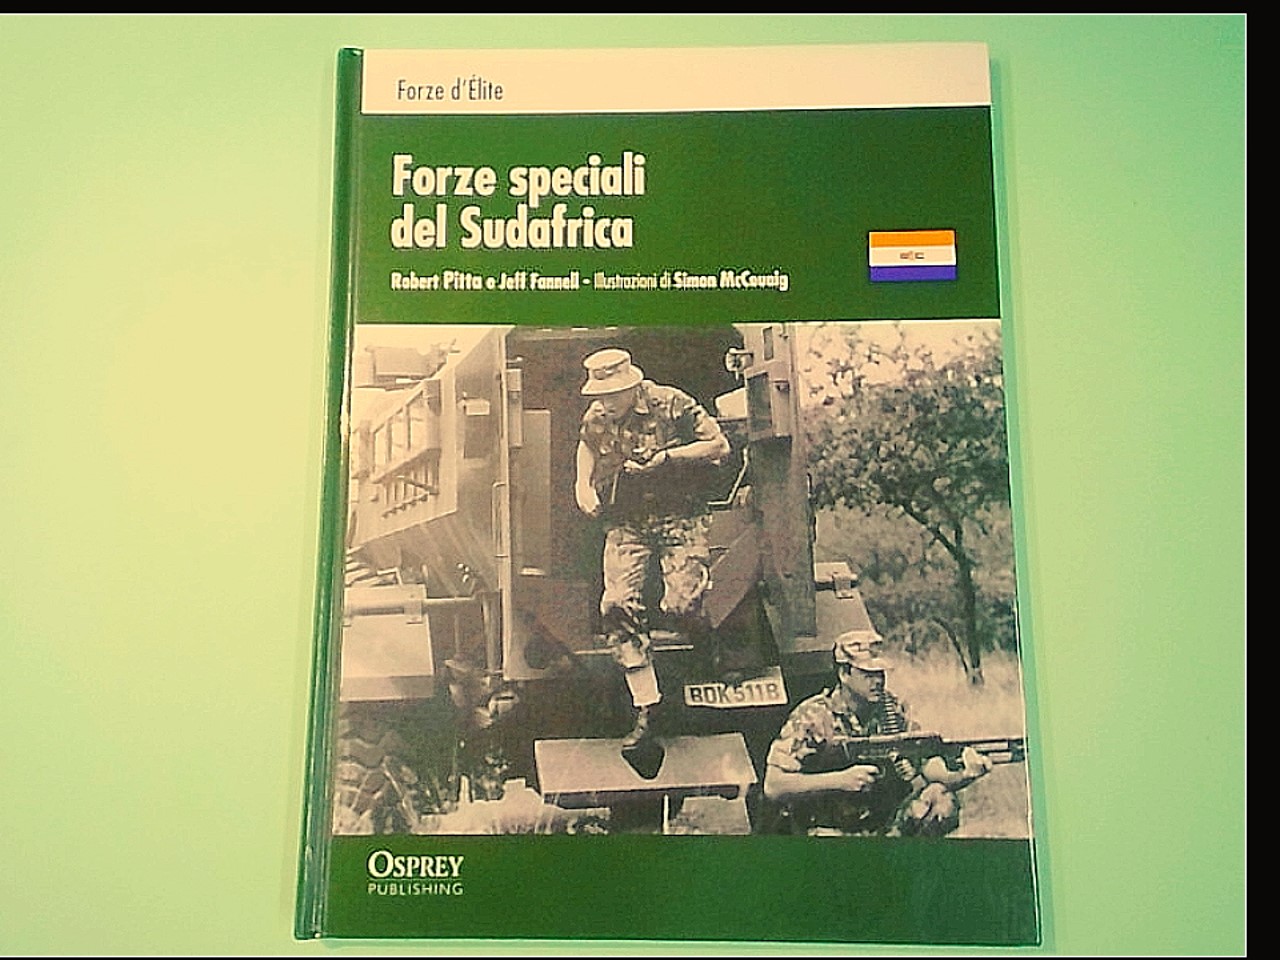 Forze d'Élite
Forze speciali
del Sudafrica
Robert Pitta e Jeff Fannell - Illustrazioni di Simon McCouaig
BDK511B
OSPREY
PUBLISHING